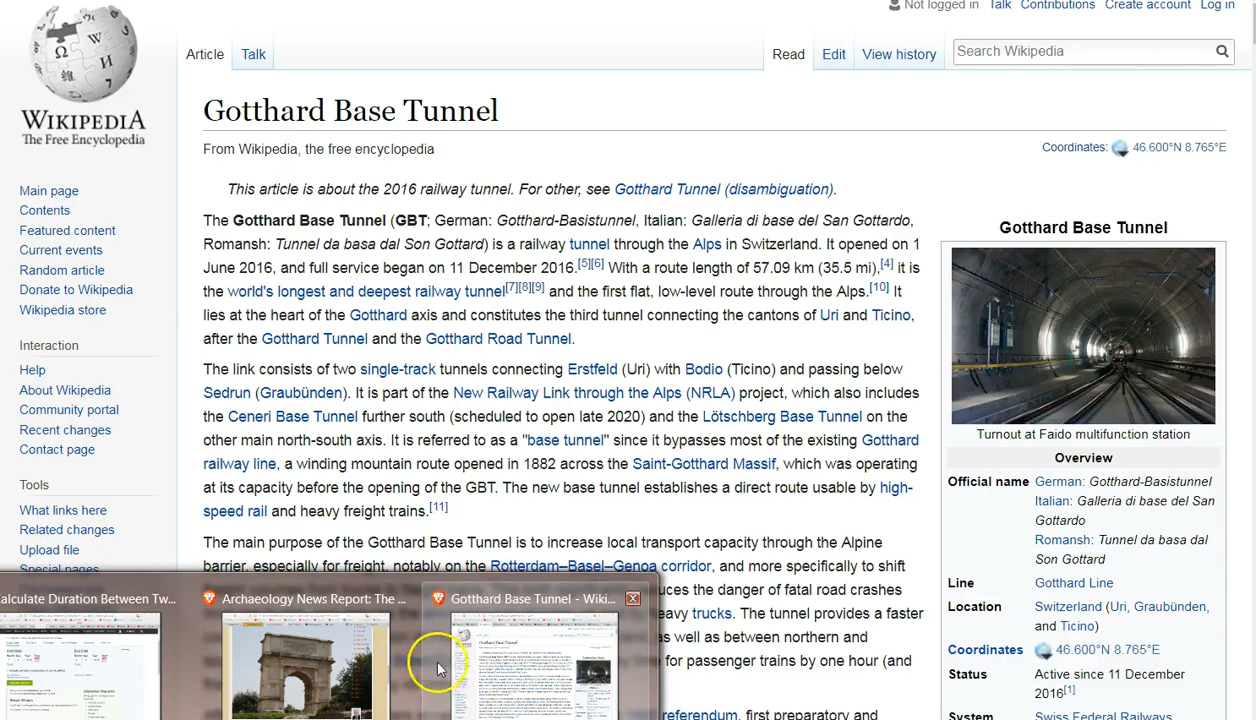 Not logged in Talk Contributions Create account Log in
Article Talk Read Edit View history Search Wikipedia
WIKIPEDIA
The Free Encyclopedia
Main page
Contents
Featured content
Current events
Random article
Donate to Wikipedia
Wikipedia store
Interaction
Help
About Wikipedia
Community portal
Recent changes
Contact page
Tools
What links here
Related changes
Upload file
Special pages
Gotthard Base Tunnel
From Wikipedia, the free encyclopedia
Coordinates: 46.600°N 8.765°E
This article is about the 2016 railway tunnel. For other, see Gotthard Tunnel (disambiguation).
The Gotthard Base Tunnel (GBT; German: Gotthard-Basistunnel, Italian: Galleria di base del San Gottardo,
Romansh: Tunnel da basa dal Son Gottard) is a railway tunnel through the Alps in Switzerland. It opened on 1
June 2016, and full service began on 11 December 2016.[5][6] With a route length of 57.09 km (35.5 mi),[4] it is
the world's longest and deepest railway tunnel[7][8][9] and the first flat, low-level route through the Alps.[10] It
lies at the heart of the Gotthard axis and constitutes the third tunnel connecting the cantons of Uri and Ticino,
after the Gotthard Tunnel and the Gotthard Road Tunnel.
The link consists of two single-track tunnels connecting Erstfeld (Uri) with Bodio (Ticino) and passing below
Sedrun (Graubünden). It is part of the New Railway Link through the Alps (NRLA) project, which also includes
the Ceneri Base Tunnel further south (scheduled to open late 2020) and the Lötschberg Base Tunnel on the
other main north-south axis. It is referred to as a "base tunnel" since it bypasses most of the existing Gotthard
railway line, a winding mountain route opened in 1882 across the Saint-Gotthard Massif, which was operating
at its capacity before the opening of the GBT. The new base tunnel establishes a direct route usable by high-
speed rail and heavy freight trains.[11]
The main purpose of the Gotthard Base Tunnel is to increase local transport capacity through the Alpine
barrier, especially for freight, notably on the Rotterdam–Basel–Genoa corridor, and more specifically to shift
uces the danger of fatal road crashes
eavy trucks. The tunnel provides a faster
as well as between northern and
for passenger trains by one hour (and
referendum, first preparatory and
Gotthard Base Tunnel
Turnout at Faido multifunction station
Overview
Official name German: Gotthard-Basistunnel
Italian: Galleria di base del San
Gottardo
Romansh: Tunnel da basa dal
Son Gottard
Line Gotthard Line
Location Switzerland (Uri, Graubünden,
and Ticino)
Coordinates 46.600°N 8.765°E
Status Active since 11 December
2016[1]
System Swiss Federal Railways
alculate Duration Between Tw...
Archaeology News Report: The ...
Gotthard Base Tunnel - Wiki...